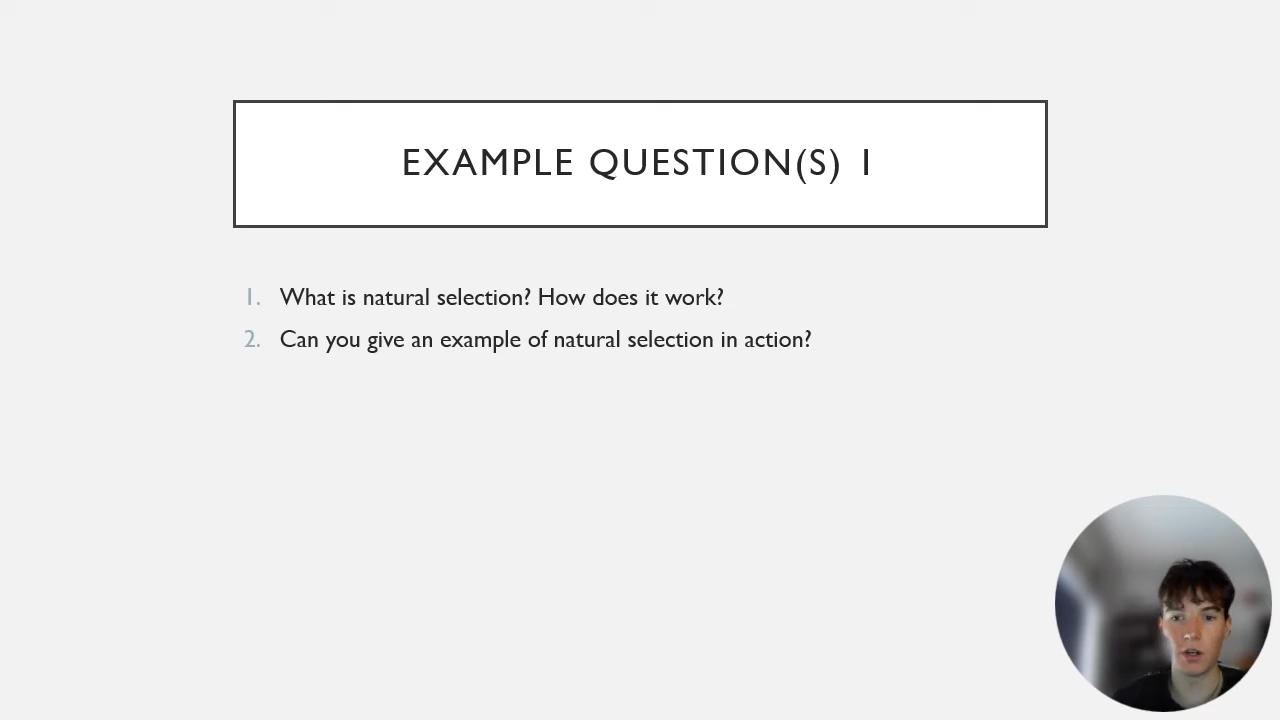 EXAMPLE QUESTION(S) 1
1. What is natural selection? How does it work?
2. Can you give an example of natural selection in action?